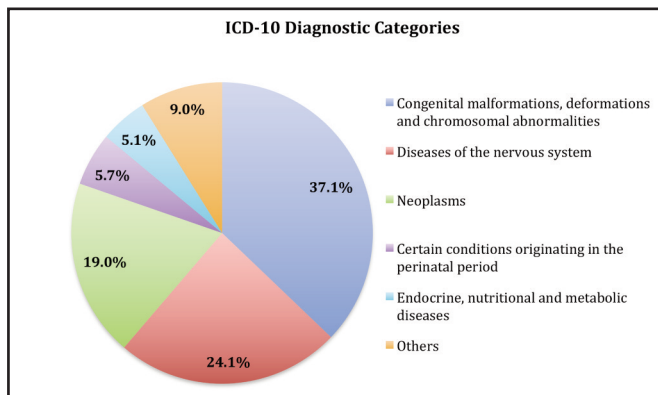 ICD-10 Diagnostic Categories
9.0%
5.1%
5.7%
37.1%
19.0%
24.1%
Congenital malformations, deformations
and chromosomal abnormalities
Diseases of the nervous system
Neoplasms
Certain conditions originating in the
perinatal period
Endocrine, nutritional and metabolic
diseases
Others